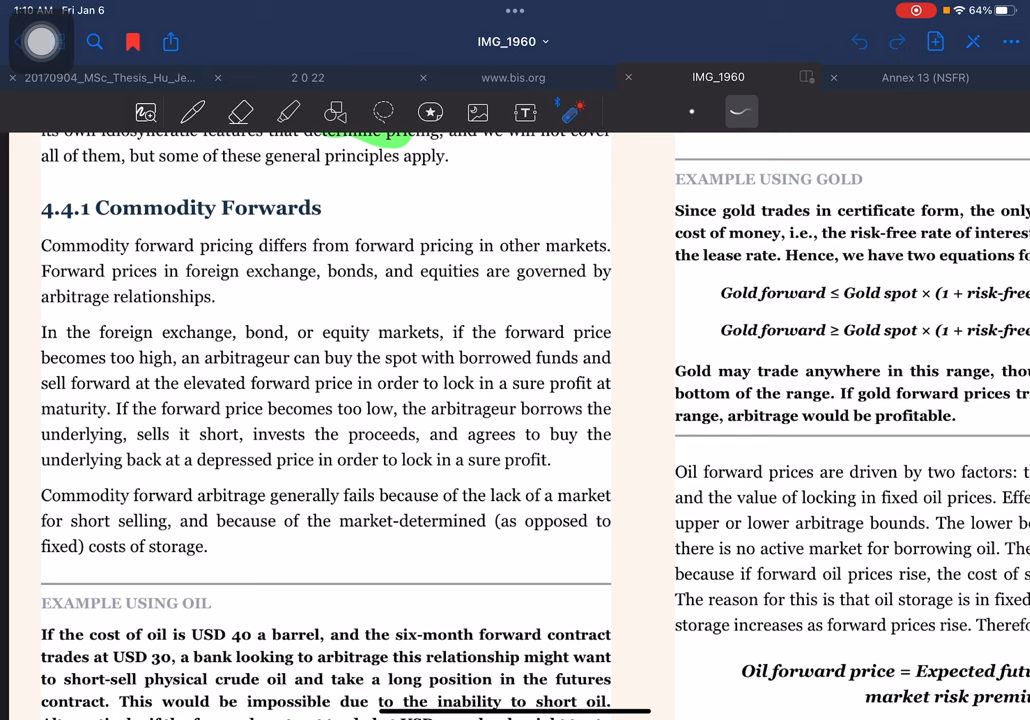 1:10 AM Fri Jan 6
64%
IMG_1960
20170904_MSc_Thesis_Hu_Je...
2 0 22
www.bis.org
IMG_1960
Annex 13 (NSFR)
its own idiosyncratic features that determine pricing, and we will not cover
all of them, but some of these general principles apply.
4.4.1 Commodity Forwards
Commodity forward pricing differs from forward pricing in other markets.
Forward prices in foreign exchange, bonds, and equities are governed by
arbitrage relationships.
In the foreign exchange, bond, or equity markets, if the forward price
becomes too high, an arbitrageur can buy the spot with borrowed funds and
sell forward at the elevated forward price in order to lock in a sure profit at
maturity. If the forward price becomes too low, the arbitrageur borrows the
underlying, sells it short, invests the proceeds, and agrees to buy the
underlying back at a depressed price in order to lock in a sure profit.
Commodity forward arbitrage generally fails because of the lack of a market
for short selling, and because of the market-determined (as opposed to
fixed) costs of storage.
EXAMPLE USING OIL
If the cost of oil is USD 40 a barrel, and the six-month forward contract
trades at USD 30, a bank looking to arbitrage this relationship might want
to short-sell physical crude oil and take a long position in the futures
contract. This would be impossible due to the inability to short oil.
EXAMPLE USING GOLD
Since gold trades in certificate form, the only
cost of money, i.e., the risk-free rate of interes
the lease rate. Hence, we have two equations fo
Gold forward ≤ Gold spot × (1 + risk-free
Gold forward ≥ Gold spot × (1 + risk-free
Gold may trade anywhere in this range, thou
bottom of the range. If gold forward prices tr
range, arbitrage would be profitable.
Oil forward prices are driven by two factors: t
and the value of locking in fixed oil prices. Effe
upper or lower arbitrage bounds. The lower b
there is no active market for borrowing oil. The
because if forward oil prices rise, the cost of s
The reason for this is that oil storage is in fixed
storage increases as forward prices rise. Therefo
Oil forward price = Expected futu
market risk premi